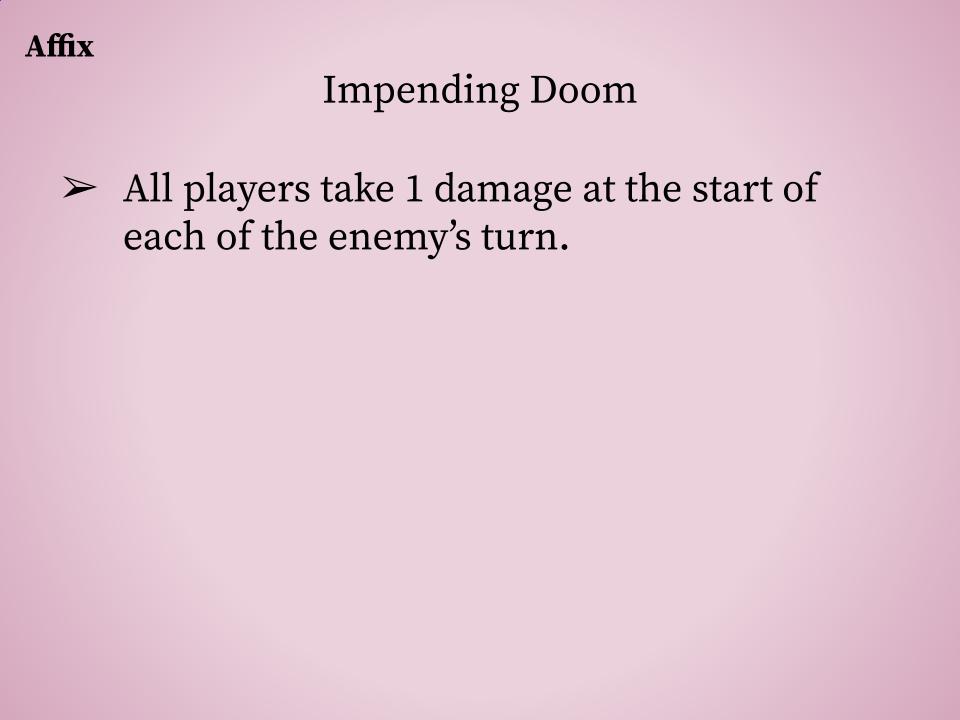 Affix
Impending Doom
➢ All players take 1 damage at the start of
each of the enemy’s turn.